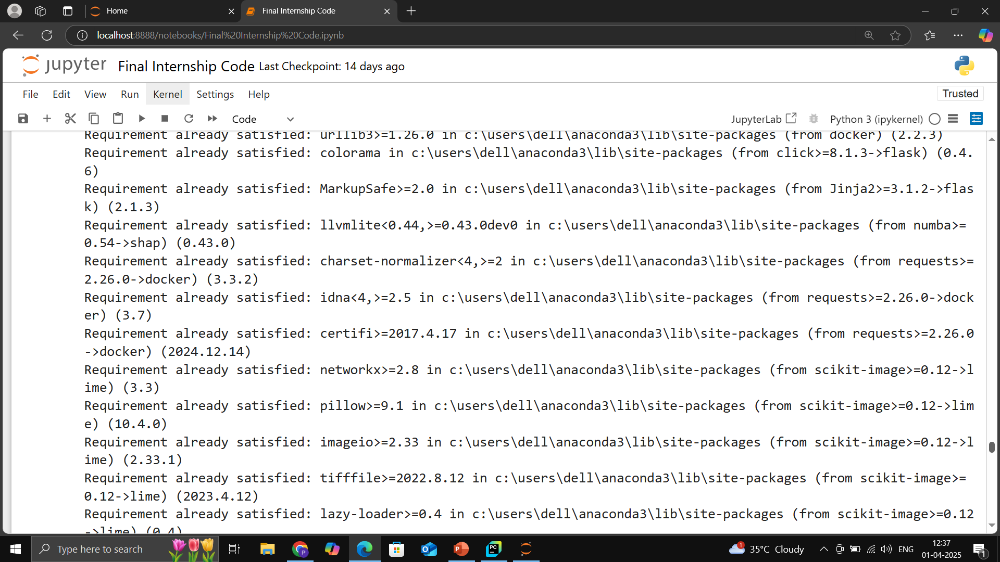 Home
Final Internship Code
localhost:8888/notebooks/Final%20Internship%20Code.ipynb
jupyter Final Internship Code Last Checkpoint: 14 days ago
File Edit View Run Kernel Settings Help
Trusted
Code
JupyterLab Python 3 (ipykernel)
Requirement already satisfied: urllib3>=1.26.0 in c:\users\dell\anaconda3\lib\site-packages (from docker) (2.2.3)
Requirement already satisfied: colorama in c:\users\dell\anaconda3\lib\site-packages (from click>=8.1.3->flask) (0.4.
6)
Requirement already satisfied: MarkupSafe>=2.0 in c:\users\dell\anaconda3\lib\site-packages (from Jinja2>=3.1.2->flas
k) (2.1.3)
Requirement already satisfied: llvmlite<0.44,>=0.43.0dev0 in c:\users\dell\anaconda3\lib\site-packages (from numba>=
0.54->shap) (0.43.0)
Requirement already satisfied: charset-normalizer<4,>=2 in c:\users\dell\anaconda3\lib\site-packages (from requests>=
2.26.0->docker) (3.3.2)
Requirement already satisfied: idna<4,>=2.5 in c:\users\dell\anaconda3\lib\site-packages (from requests>=2.26.0->dock
er) (3.7)
Requirement already satisfied: certifi>=2017.4.17 in c:\users\dell\anaconda3\lib\site-packages (from requests>=2.26.0
->docker) (2024.12.14)
Requirement already satisfied: networkx>=2.8 in c:\users\dell\anaconda3\lib\site-packages (from scikit-image>=0.12->l
ime) (3.3)
Requirement already satisfied: pillow>=9.1 in c:\users\dell\anaconda3\lib\site-packages (from scikit-image>=0.12->lim
e) (10.4.0)
Requirement already satisfied: imageio>=2.33 in c:\users\dell\anaconda3\lib\site-packages (from scikit-image>=0.12->l
ime) (2.33.1)
Requirement already satisfied: tifffile>=2022.8.12 in c:\users\dell\anaconda3\lib\site-packages (from scikit-image>=
0.12->lime) (2023.4.12)
Requirement already satisfied: lazy-loader>=0.4 in c:\users\dell\anaconda3\lib\site-packages (from scikit-image>=0.12
->lime) (0.4)
Type here to search
35°C Cloudy
ENG
12:37
01-04-2025